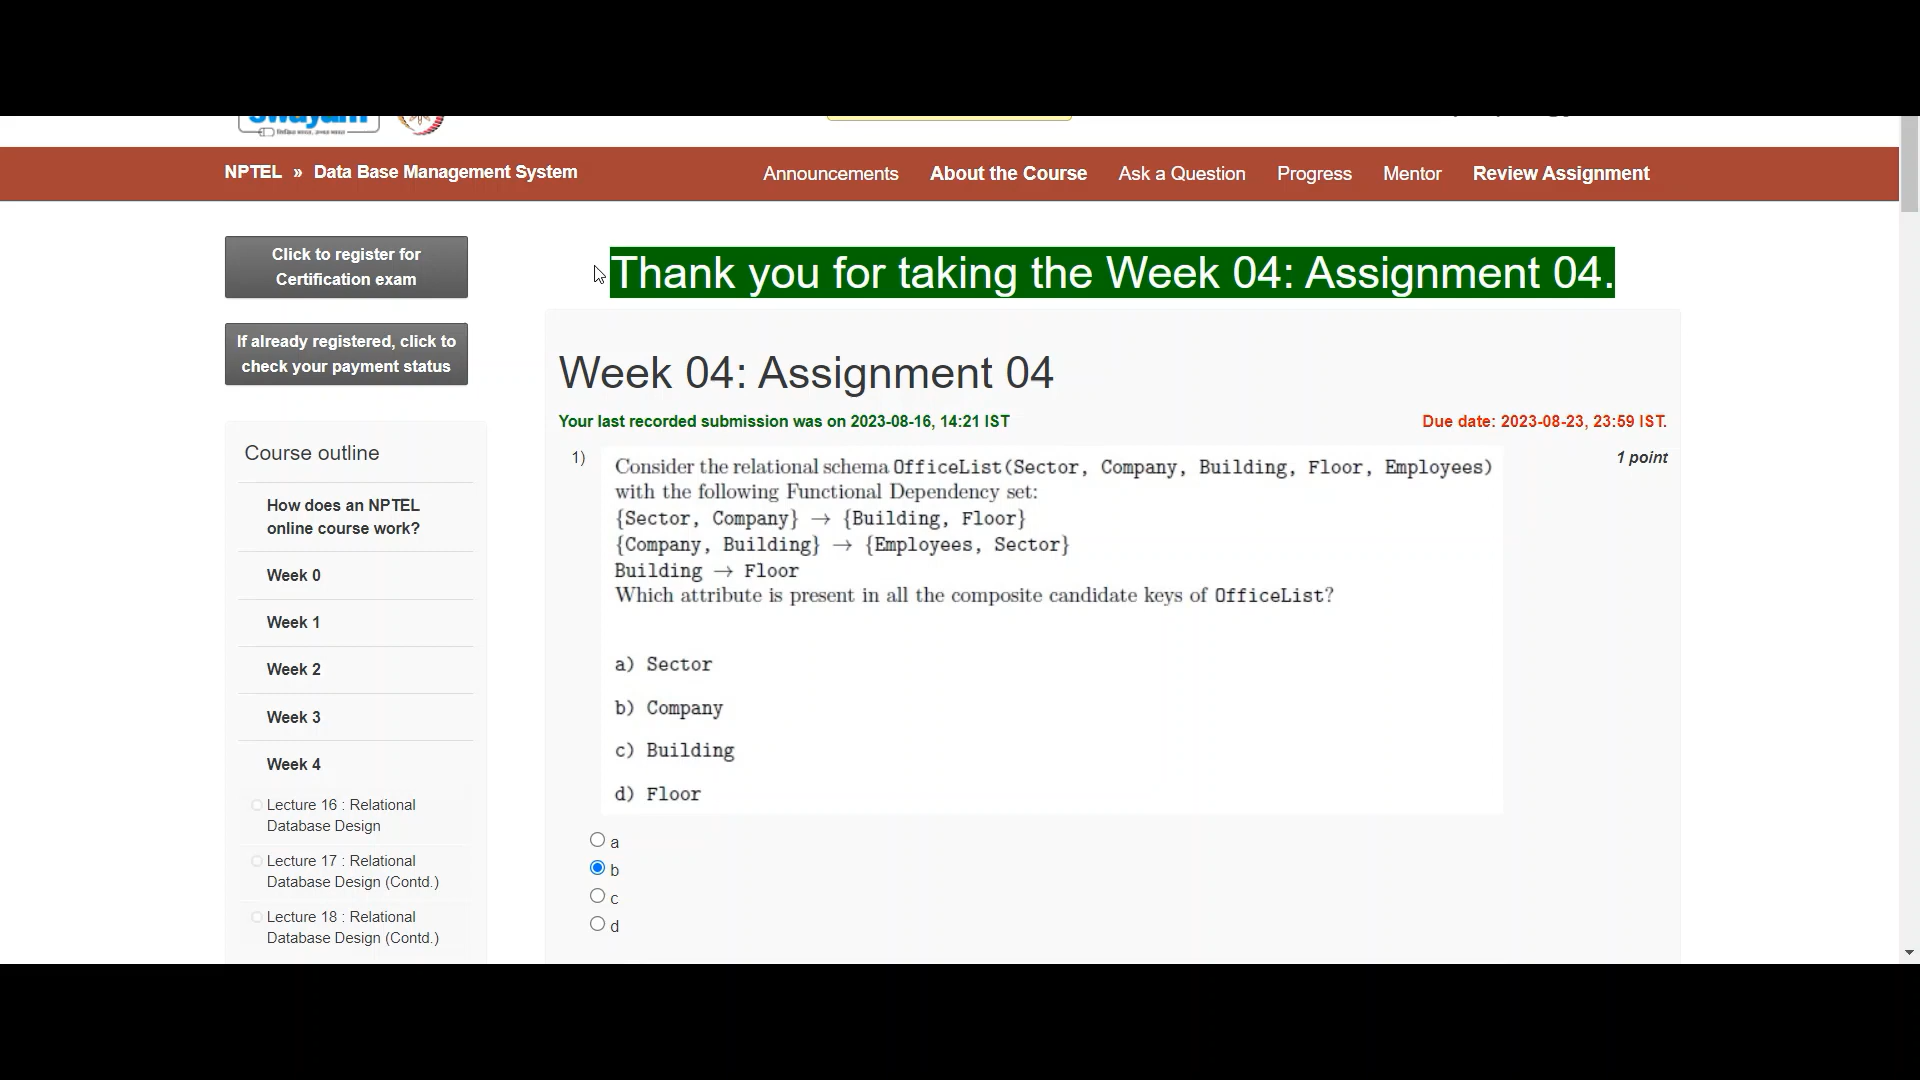 NPTEL » Data Base Management System
Announcements About the Course Ask a Question Progress Mentor Review Assignment
Click to register for
Certification exam
If already registered, click to
check your payment status
Course outline
How does an NPTEL
online course work?
Week 0
Week 1
Week 2
Week 3
Week 4
Lecture 16 : Relational
Database Design
Lecture 17 : Relational
Database Design (Contd.)
Lecture 18 : Relational
Database Design (Contd.)
Thank you for taking the Week 04: Assignment 04.
Week 04: Assignment 04
Your last recorded submission was on 2023-08-16, 14:21 IST Due date: 2023-08-23, 23:59 IST.
1) Consider the relational schema OfficeList(Sector, Company, Building, Floor, Employees) 1 point
with the following Functional Dependency set:
{Sector, Company} → {Building, Floor}
{Company, Building} → {Employees, Sector}
Building → Floor
Which attribute is present in all the composite candidate keys of OfficeList?
a) Sector
b) Company
c) Building
d) Floor
a
b
c
d